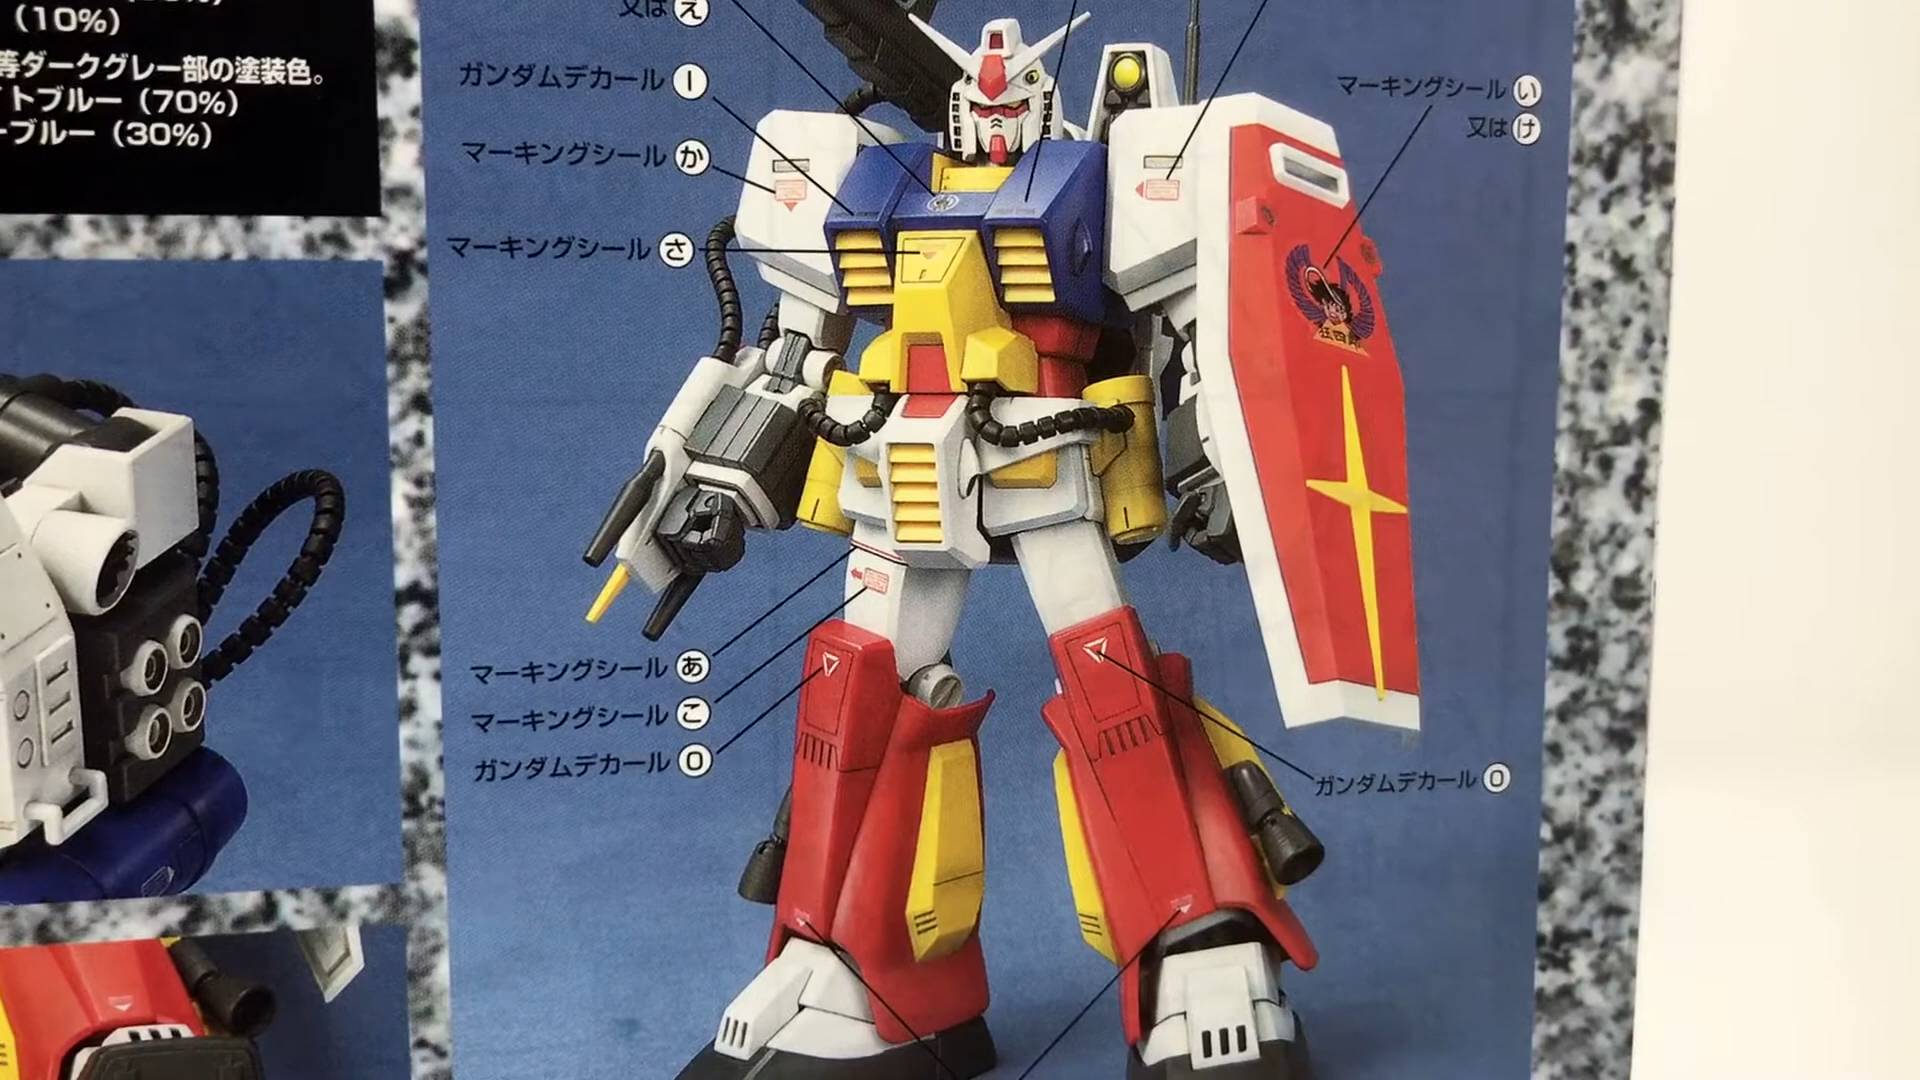 (10%)
等ダークグレー部の塗装色。
イトブルー（70%）
ーブルー（30%）
又は え
ガンダムデカール I
マーキングシール か
マーキングシール さ
マーキングシール い
又は け
狂四郎
マーキングシール あ
マーキングシール こ
ガンダムデカール O
ガンダムデカール O